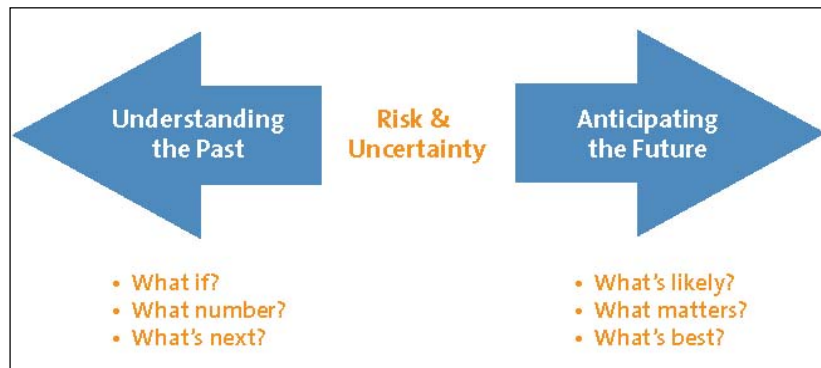 Understanding
the Past
Risk &
Uncertainty
Anticipating
the Future
• What if?
• What number?
• What's next?
• What's likely?
• What matters?
• What's best?